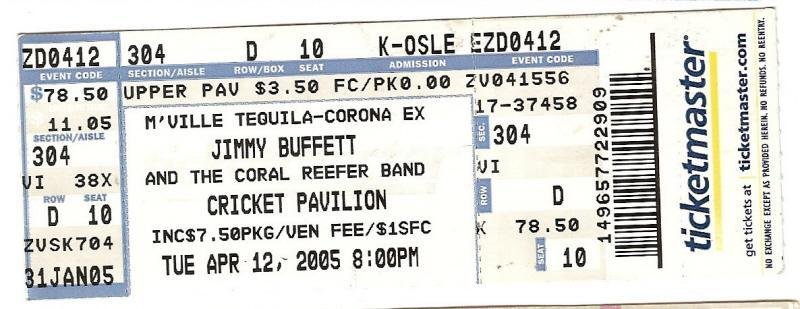 ZD0412 304 D 10 K-OSLE EZD0412
EVENT CODE SECTION/AISLE ROW/BOX SEAT ADMISSION EVENT CODE
$78.50 UPPER PAV $3.50 FC/PK0.00 ZV041556
11.05 M'VILLE TEQUILA-CORONA EX 17-37458
SECTION/AISLE
304 JIMMY BUFFETT SEC. 304
VI 38X AND THE CORAL REEFER BAND VI
ROW SEAT
D 10 CRICKET PAVILION ROW D
ZVSK704 INC$7.50PKG/VEN FEE/$1SFC X 78.50
31JAN05 TUE APR 12, 2005 8:00PM SEAT 10
149657722909
ticketmaster
get tickets at ticketmaster.com
NO EXCHANGE EXCEPT AS PROVIDED HEREIN. NO REFUNDS. NO REENTRY.